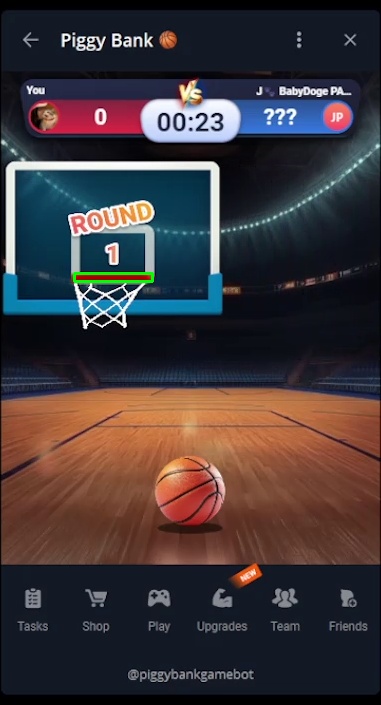 Piggy Bank 🏀
You
VS
J 🐾 BabyDoge PA...
0
00:23
???
JP
ROUND
1
NEW
Tasks
Shop
Play
Upgrades
Team
Friends
@piggybankgamebot